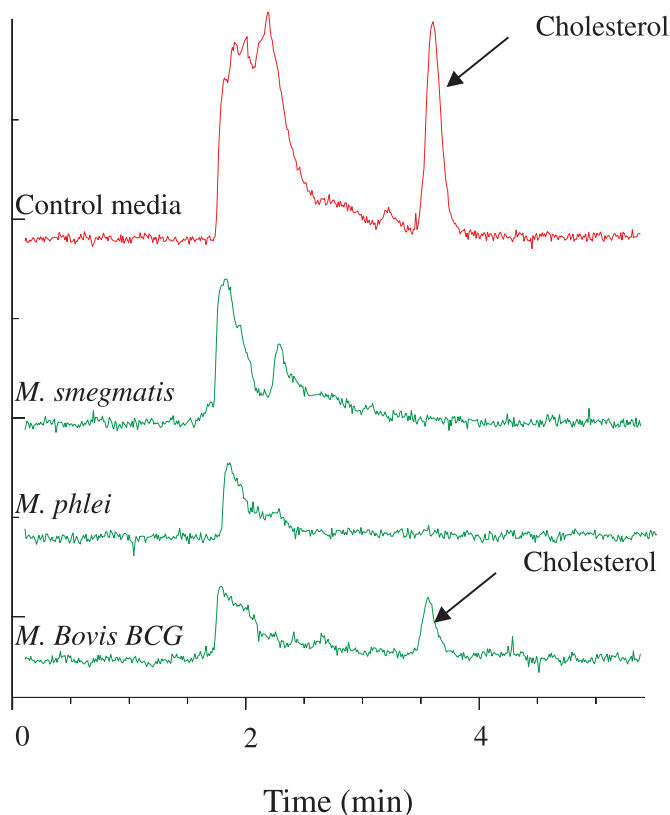 Cholesterol
Control media
M. smegmatis
M. phlei
Cholesterol
M. Bovis BCG
0 2 4
Time (min)